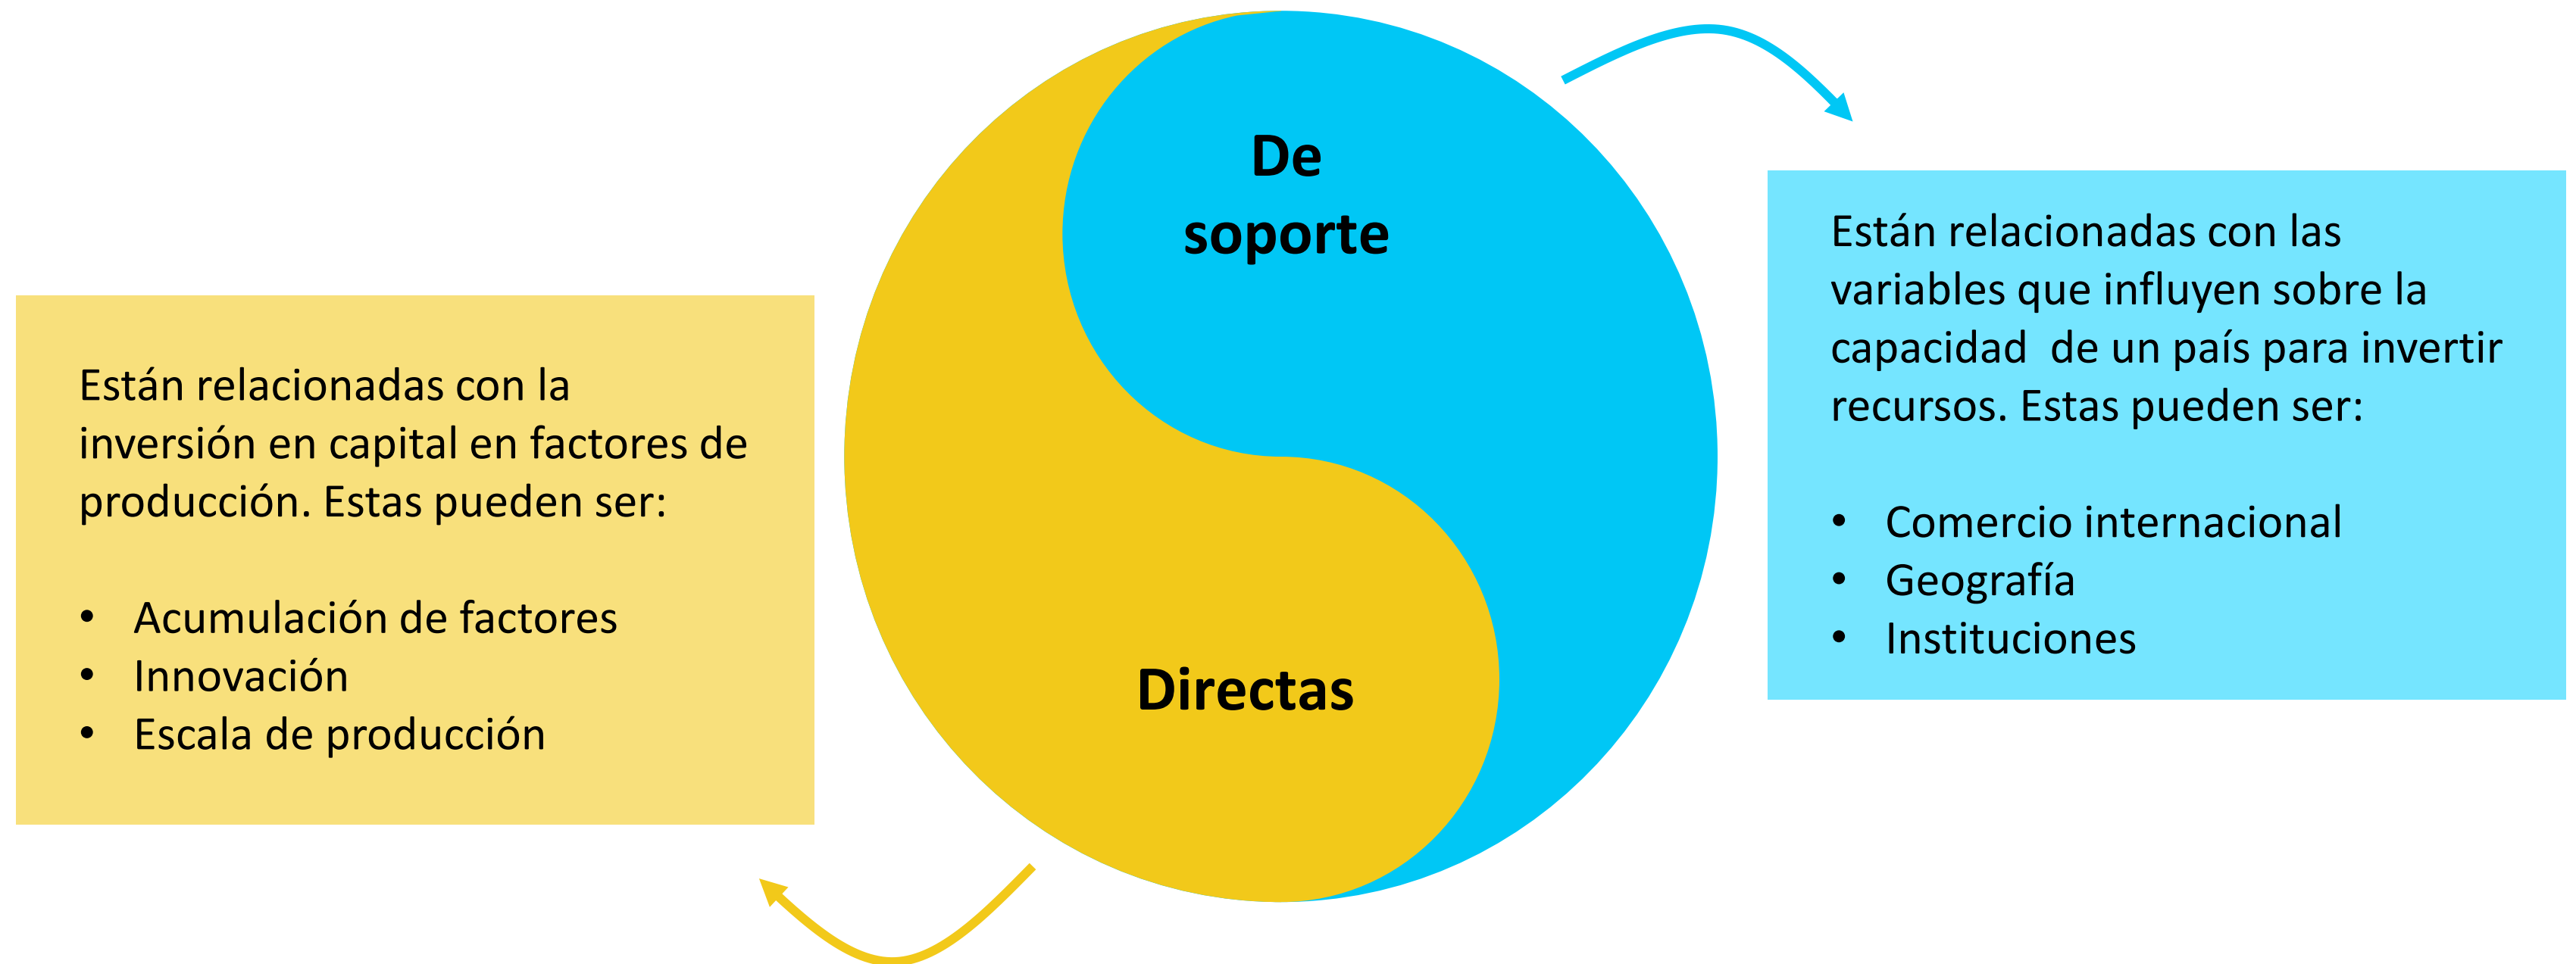 De
soporte
Directas
Están relacionadas con la
inversión en capital en factores de
producción. Estas pueden ser:
• Acumulación de factores
• Innovación
• Escala de producción
Están relacionadas con las
variables que influyen sobre la
capacidad  de un país para invertir
recursos. Estas pueden ser:
• Comercio internacional
• Geografía
• Instituciones